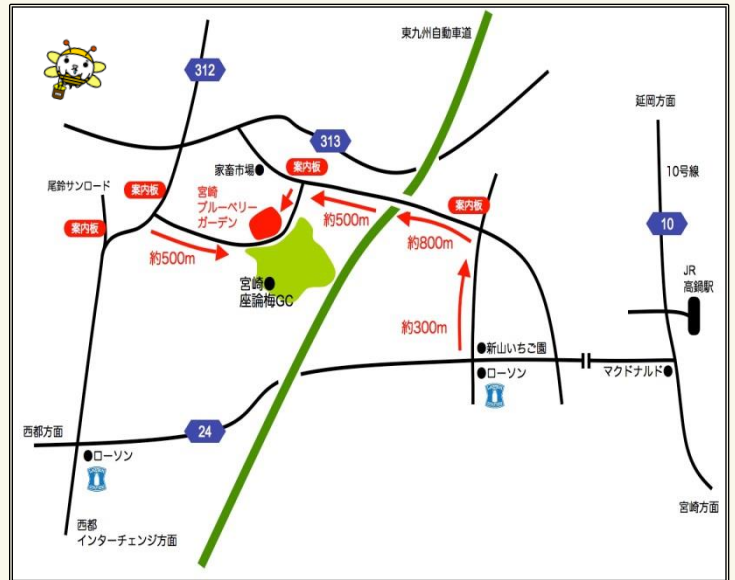 東九州自動車道
312
延岡方面
313
10号線
家畜市場
案内板
尾鈴サンロード
案内板
宮崎
ブルーベリー
ガーデン
案内板
案内板
10
約500m
約500m
約800m
JR
高鍋駅
宮崎
座論梅GC
約300m
新山いちご園
ローソン
マクドナルド
西都方面
24
ローソン
宮崎方面
西都
インターチェンジ方面